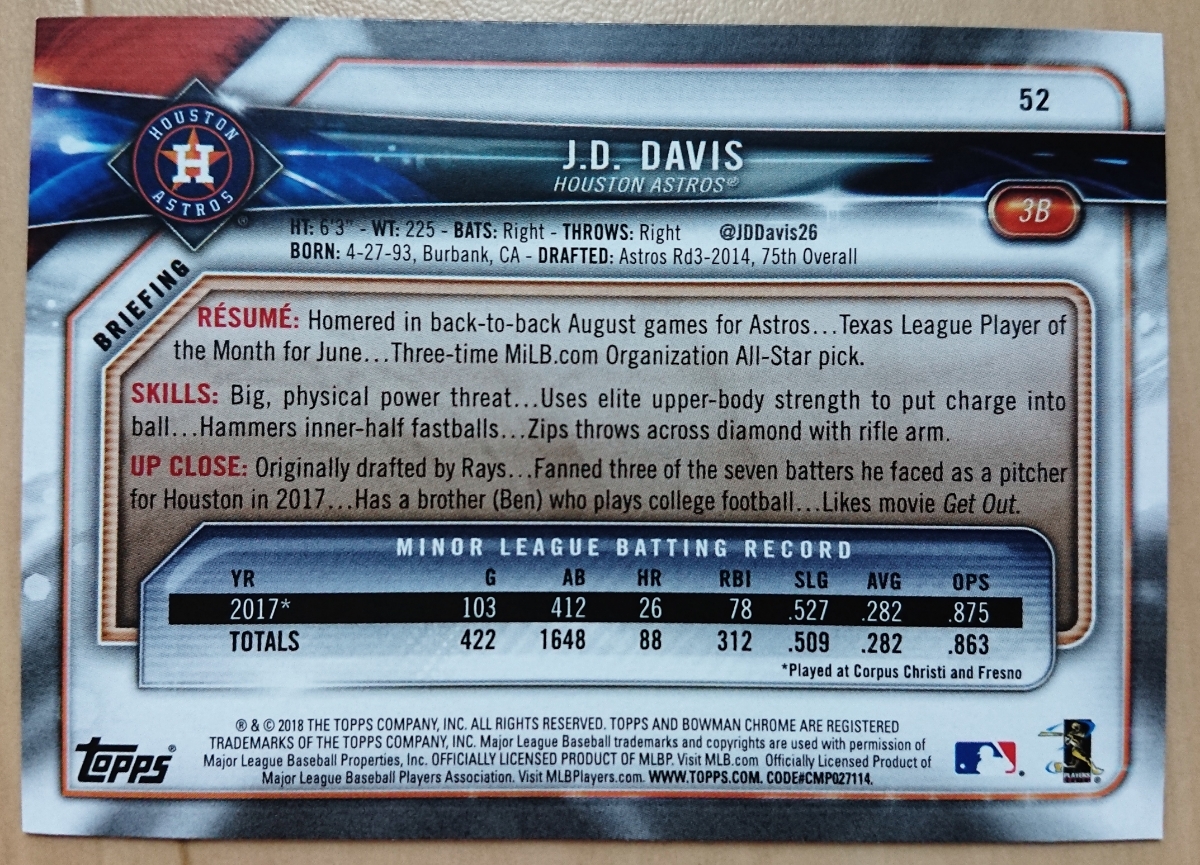 52
HOUSTON
H
ASTROS®
J.D. DAVIS
HOUSTON ASTROS®
3B
HT: 6'3" - WT: 225 - BATS: Right - THROWS: Right @JDDavis26
BORN: 4-27-93, Burbank, CA - DRAFTED: Astros Rd3-2014, 75th Overall
BRIEFING
RÉSUMÉ: Homered in back-to-back August games for Astros...Texas League Player of
the Month for June...Three-time MiLB.com Organization All-Star pick.
SKILLS: Big, physical power threat...Uses elite upper-body strength to put charge into
ball...Hammers inner-half fastballs...Zips throws across diamond with rifle arm.
UP CLOSE: Originally drafted by Rays...Fanned three of the seven batters he faced as a pitcher
for Houston in 2017...Has a brother (Ben) who plays college football...Likes movie Get Out.
MINOR LEAGUE BATTING RECORD
YR G AB HR RBI SLG AVG OPS
2017* 103 412 26 78 .527 .282 .875
TOTALS 422 1648 88 312 .509 .282 .863
*Played at Corpus Christi and Fresno
® & © 2018 THE TOPPS COMPANY, INC. ALL RIGHTS RESERVED. TOPPS AND BOWMAN CHROME ARE REGISTERED
TRADEMARKS OF THE TOPPS COMPANY, INC. Major League Baseball trademarks and copyrights are used with permission of
Major League Baseball Properties, Inc. OFFICIALLY LICENSED PRODUCT OF MLBP. Visit MLB.com Officially Licensed Product of
Major League Baseball Players Association. Visit MLBPlayers.com. WWW.TOPPS.COM. CODE#CMP027114.
Topps®
PLAYERS